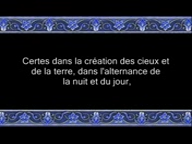 Certes dans la création des cieux et
de la terre, dans l'alternance de
la nuit et du jour,